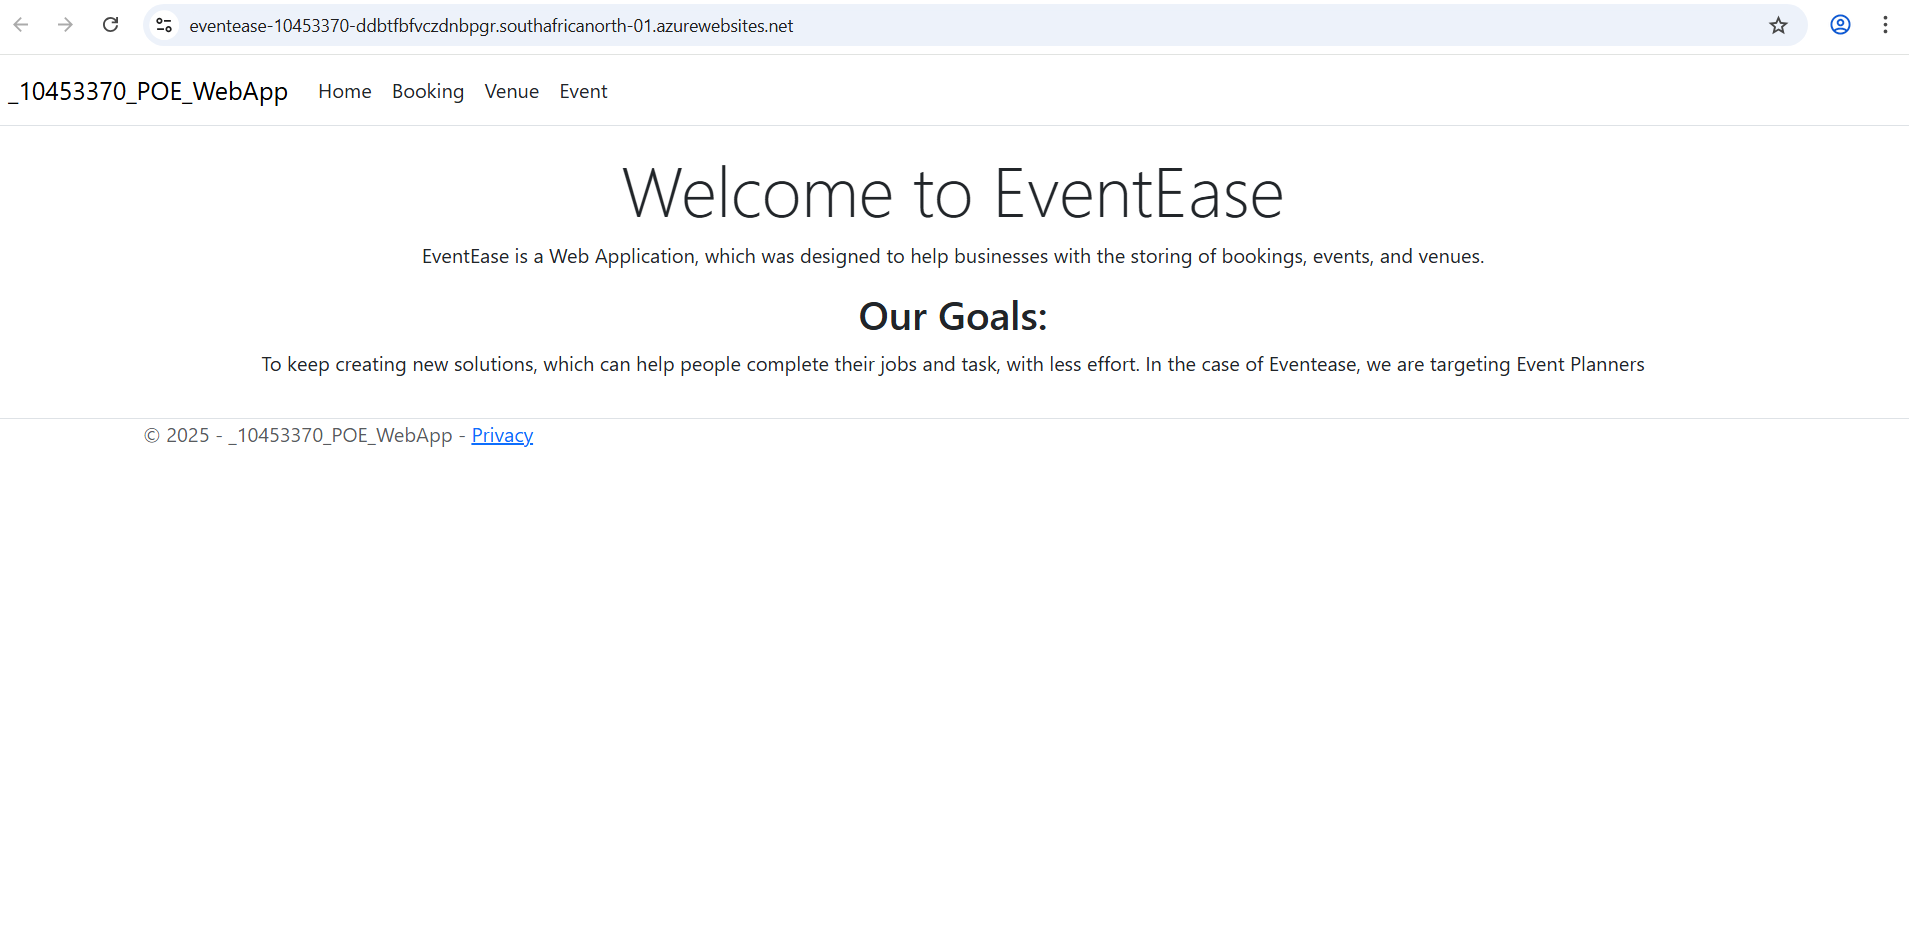 eventease-10453370-ddbtfbfvczdnbpgr.southafricanorth-01.azurewebsites.net
_10453370_POE_WebApp Home Booking Venue Event
Welcome to EventEase
EventEase is a Web Application, which was designed to help businesses with the storing of bookings, events, and venues.
Our Goals:
To keep creating new solutions, which can help people complete their jobs and task, with less effort. In the case of Eventease, we are targeting Event Planners
© 2025 - _10453370_POE_WebApp - Privacy